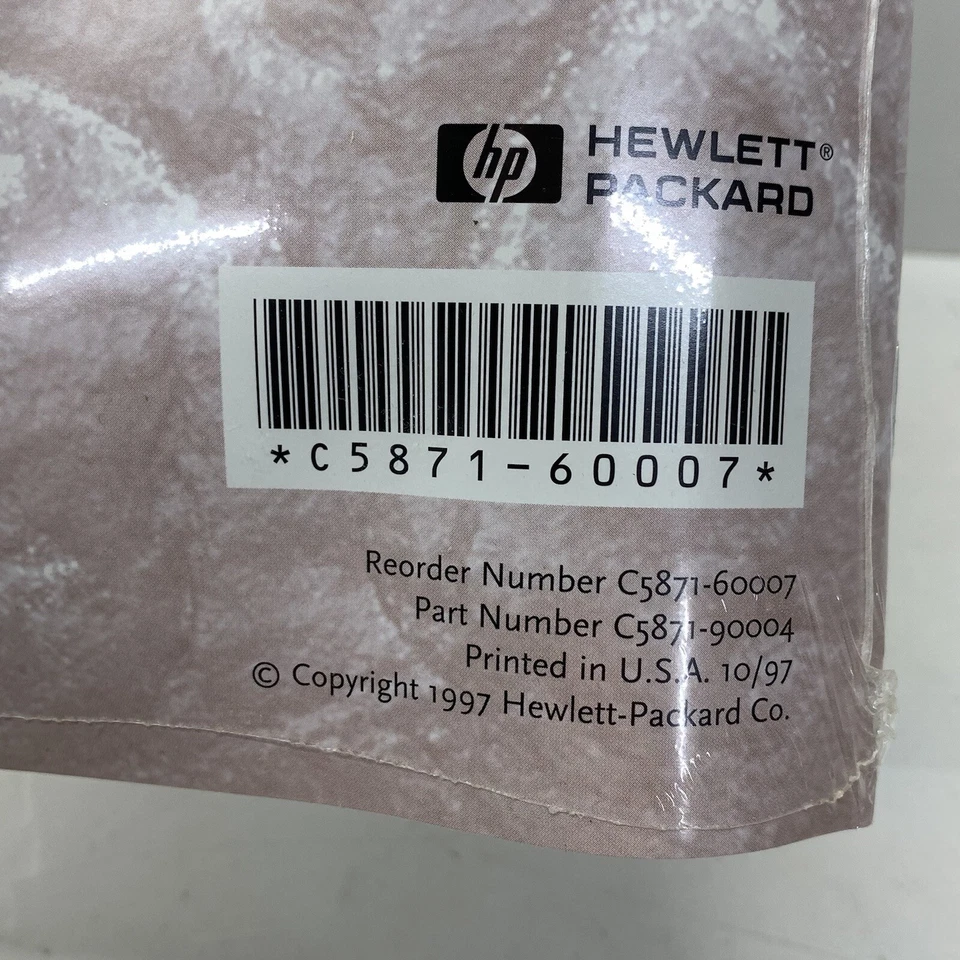 hp HEWLETT®
PACKARD
*C5871-60007*
Reorder Number C5871-60007
Part Number C5871-90004
Printed in U.S.A. 10/97
© Copyright 1997 Hewlett-Packard Co.